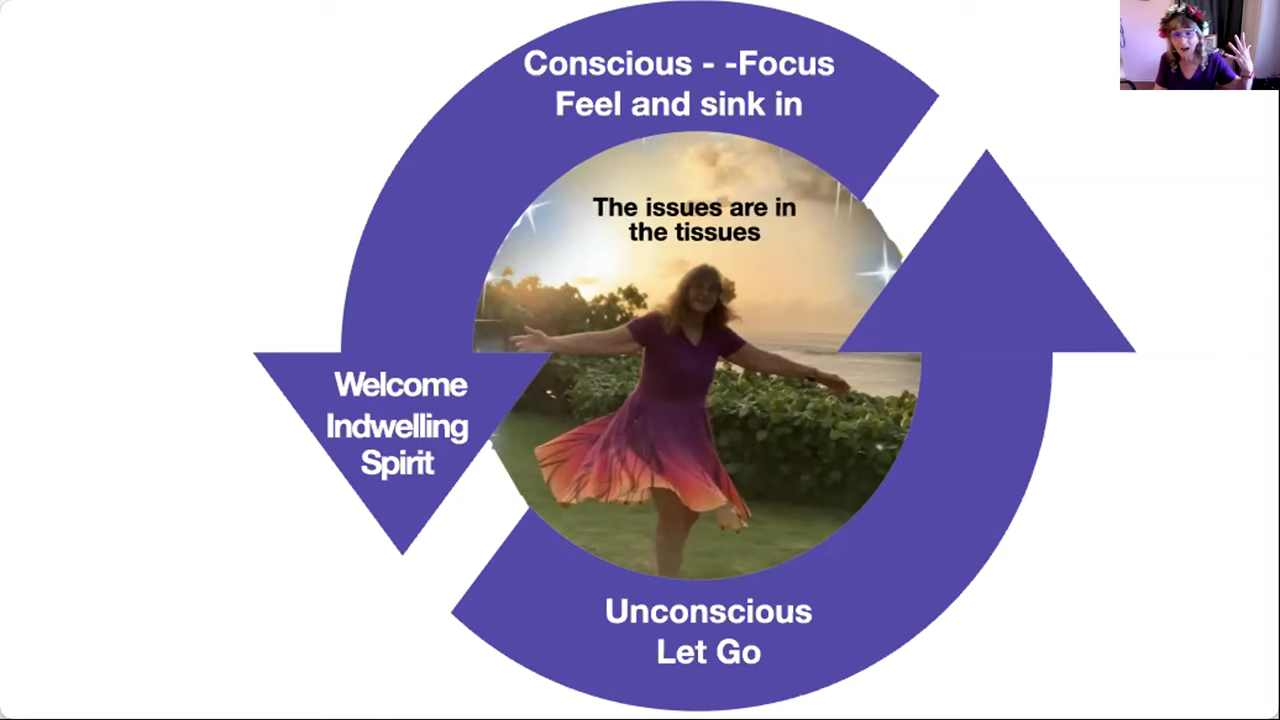 Conscious - -Focus
Feel and sink in
The issues are in
the tissues
Welcome
Indwelling
Spirit
Unconscious
Let Go